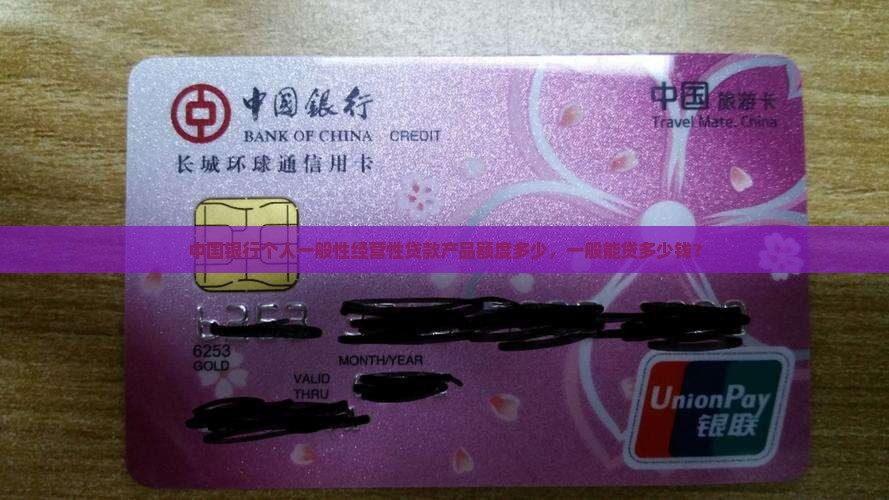 中国银行
BANK OF CHINA CREDIT
长城环球通信用卡
中国 旅游卡
Travel Mate. China
中国银行个人一般性经营性贷款产品额度多少，一般能贷多少钱？
6253
6253
GOLD
MONTH/YEAR
VALID
THRU
UnionPay
银联